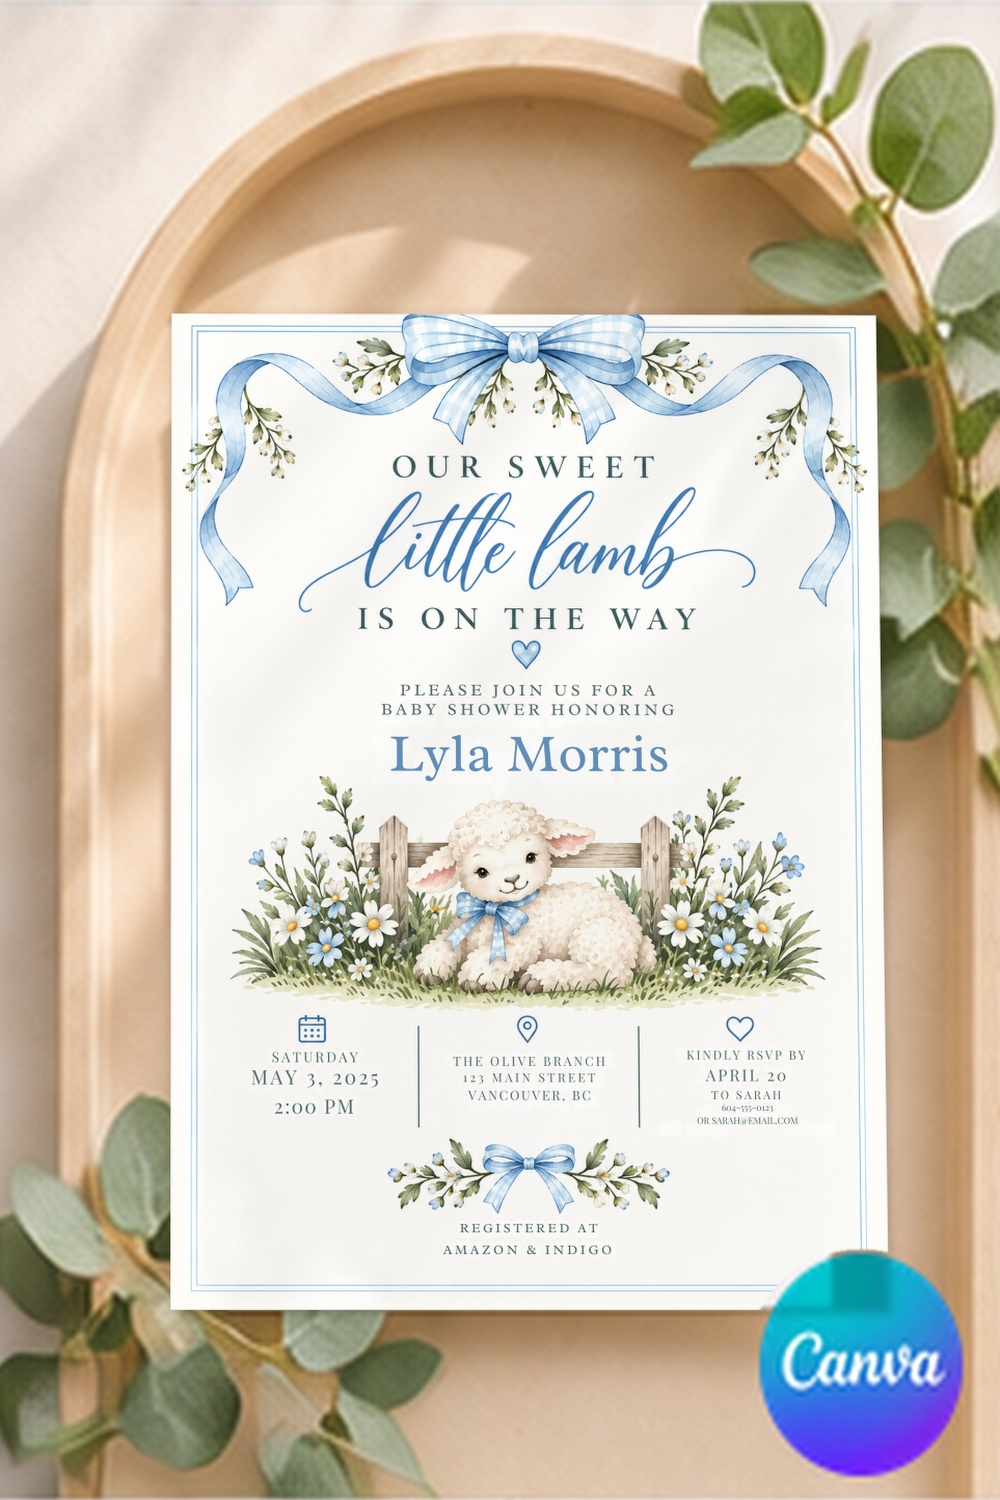 OUR SWEET
little lamb
IS ON THE WAY
PLEASE JOIN US FOR A
BABY SHOWER HONORING
Lyla Morris
SATURDAY
MAY 3, 2025
2:00 PM
THE OLIVE BRANCH
123 MAIN STREET
VANCOUVER, BC
KINDLY RSVP BY
APRIL 20
TO SARAH
604-555-0123
OR SARAH@EMAIL.COM
REGISTERED AT
AMAZON & INDIGO
Canva